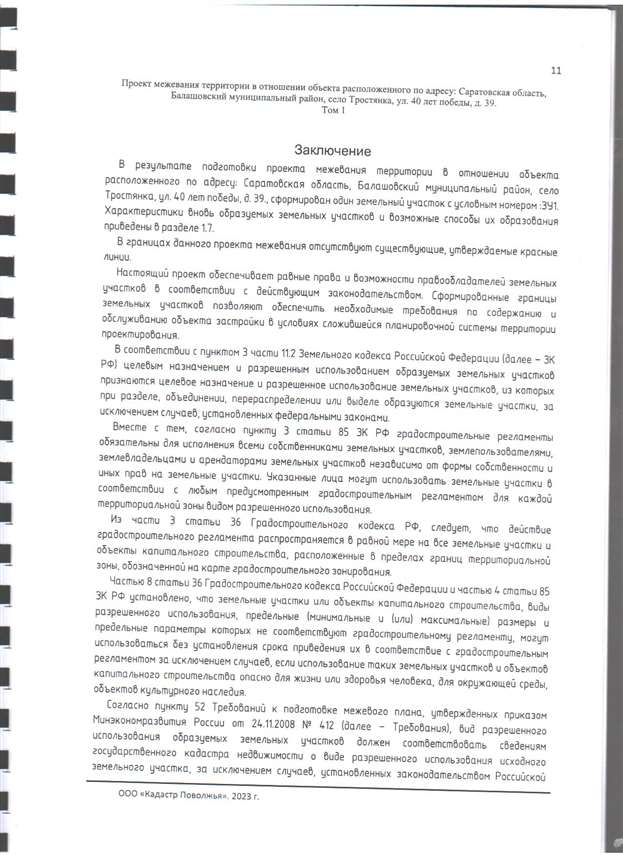 11
Проект межевания территории в отношении объекта расположенного по адресу: Саратовская область,
Балашовский муниципальный район, село Тростянка, ул. 40 лет победы, д. 39.
Том 1
Заключение
В результате подготовки проекта межевания территории в отношении объекта
расположенного по адресу: Саратовская область, Балашовский муниципальный район, село
Тростянка, ул. 40 лет победы, д. 39., сформирован один земельный участок с условным номером :ЗУ1.
Характеристики вновь образуемых земельных участков и возможные способы их образования
приведены в разделе 1.7.
В границах данного проекта межевания отсутствуют существующие, утверждаемые красные
линии.
Настоящий проект обеспечивает равные права и возможности правообладателей земельных
участков в соответствии с действующим законодательством. Сформированные границы
земельных участков позволяют обеспечить необходимые требования по содержанию и
обслуживанию объекта застройки в условиях сложившейся планировочной системы территории
проектирования.
В соответствии с пунктом 3 части 11.2 Земельного кодекса Российской Федерации (далее – ЗК
РФ) целевым назначением и разрешенным использованием образуемых земельных участков
признаются целевое назначение и разрешенное использование земельных участков, из которых
при разделе, объединении, перераспределении или выделе образуются земельные участки, за
исключением случаев, установленных федеральными законами.
Вместе с тем, согласно пункту 3 статьи 85 ЗК РФ градостроительные регламенты
обязательны для исполнения всеми собственниками земельных участков, землепользователями,
землевладельцами и арендаторами земельных участков независимо от формы собственности и
иных прав на земельные участки. Указанные лица могут использовать земельные участки в
соответствии с любым предусмотренным градостроительным регламентом для каждой
территориальной зоны видом разрешенного использования.
Из части 3 статьи 36 Градостроительного кодекса РФ, следует, что действие
градостроительного регламента распространяется в равной мере на все земельные участки и
объекты капитального строительства, расположенные в пределах границ территориальной
зоны, обозначенной на карте градостроительного зонирования.
Частью 8 статьи 36 Градостроительного кодекса Российской Федерации и частью 4 статьи 85
ЗК РФ установлено, что земельные участки или объекты капитального строительства, виды
разрешенного использования, предельные (минимальные и (или) максимальные) размеры и
предельные параметры которых не соответствуют градостроительному регламенту, могут
использоваться без установления срока приведения их в соответствие с градостроительным
регламентом за исключением случаев, если использование таких земельных участков и объектов
капитального строительства опасно для жизни или здоровья человека, для окружающей среды,
объектов культурного наследия.
Согласно пункту 52 Требований к подготовке межевого плана, утвержденных приказом
Минэкономразвития России от 24.11.2008 № 412 (далее – Требования), вид разрешенного
использования образуемых земельных участков должен соответствовать сведениям
государственного кадастра недвижимости о виде разрешенного использования исходного
земельного участка, за исключением случаев, установленных законодательством Российской
ООО «Кадастр Поволжья». 2023 г.